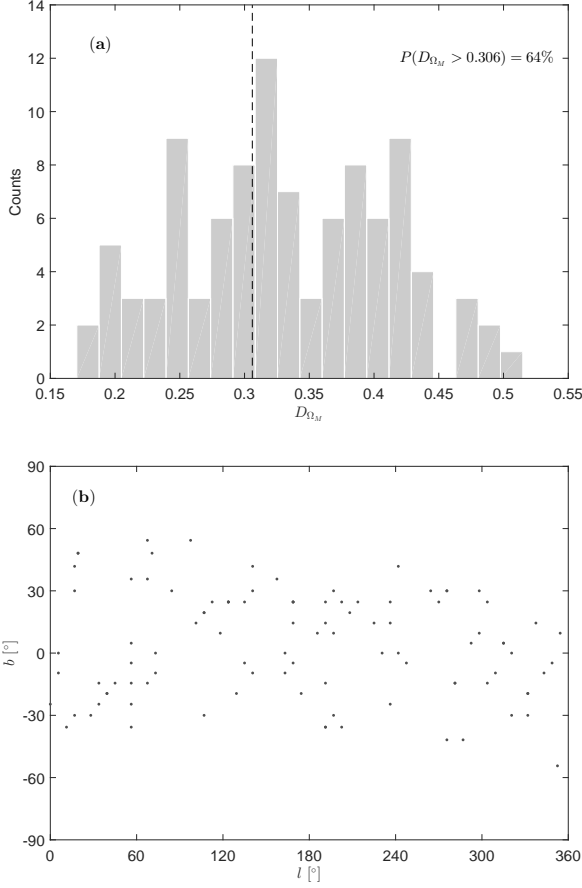 14
(a)
P(D_{Ω_M} > 0.306) = 64%
12
10
8
6
4
2
0
Counts
0.15 0.2 0.25 0.3 0.35 0.4 0.45 0.5 0.55
D_{Ω_M}
90
(b)
60
30
0
-30
-60
-90
b [°]
0 60 120 180 240 300 360
l [°]